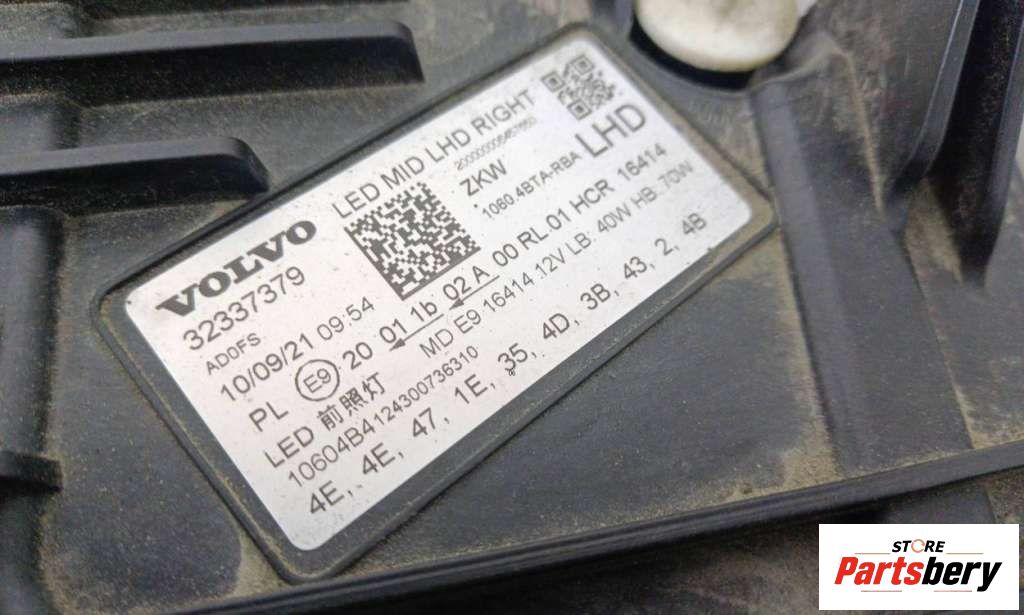 VOLVO LED MID LHD RIGHT
32337379
ZKW
ADOFS
1060.4BTA-RBA LHD
10/09/21 09:54
PL E9 20 01 1b 02 A 00 RL.01 HCR 16414
MD E9 16414 12V LB: 40W HB: 70W
LED 前照灯
10604B4124300736310
4E, 4E, 47, 1E, 35, 4D, 3B, 43, 2, 4B
STORE
Partsbery